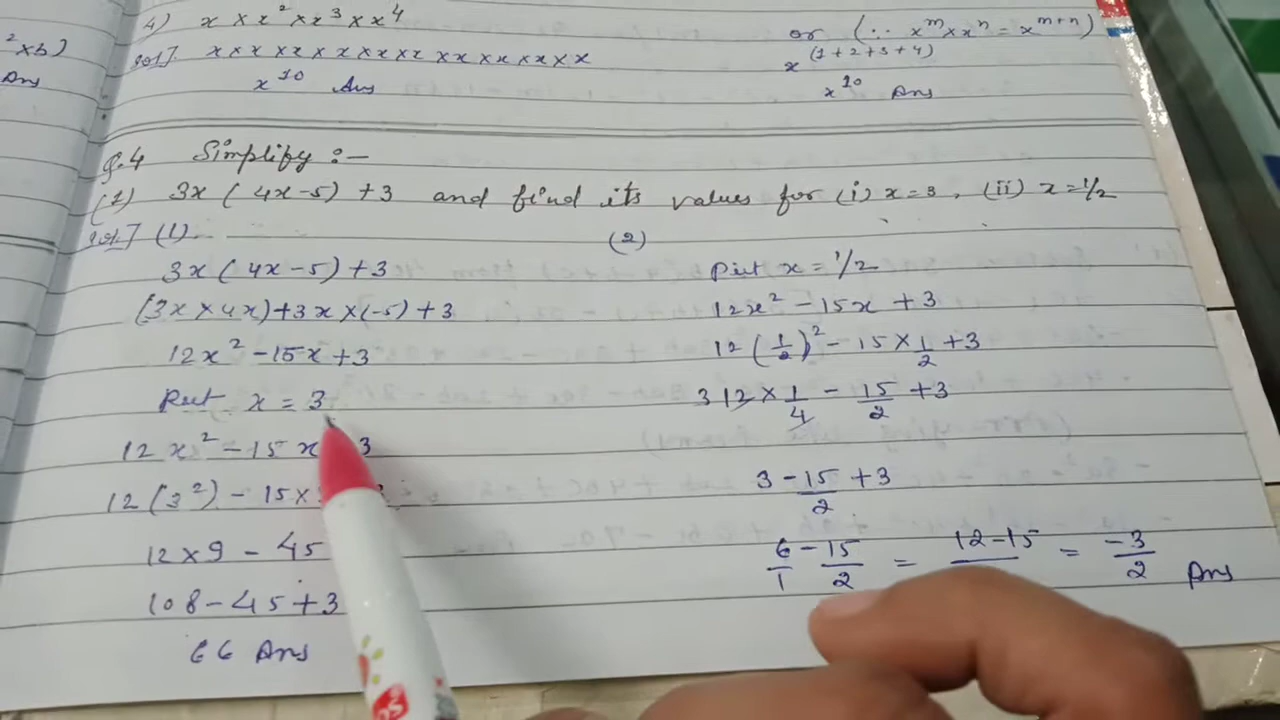 ²xb)
Ans
4) x × x² × x³ × x⁴
sol]. x × x × x × x × x × x × x × x × x × x
x¹⁰ Ans
or (∵ xᵐ × xⁿ = xᵐ⁺ⁿ)
x⁽¹⁺²⁺³⁺⁴⁾
x¹⁰ Ans
Q.4 Simplify :-
(1) 3x (4x-5) +3 and find its values for (i) x=3, (ii) x=1/2
sol.] (1).
3x(4x-5)+3
(3x×4x)+3x×(-5)+3
12x²-15x+3
Put x = 3
12x²-15x 3
12(3²) - 15×
12×9 - 45
108-45+3
66 Ans
(2)
Put x = 1/2
12x² - 15x + 3
12(1/2)² - 15×1/2 +3
3 12×1/4 - 15/2 +3
3 - 15/2 + 3
6/1 - 15/2 = 12-15 = -3/2 Ans